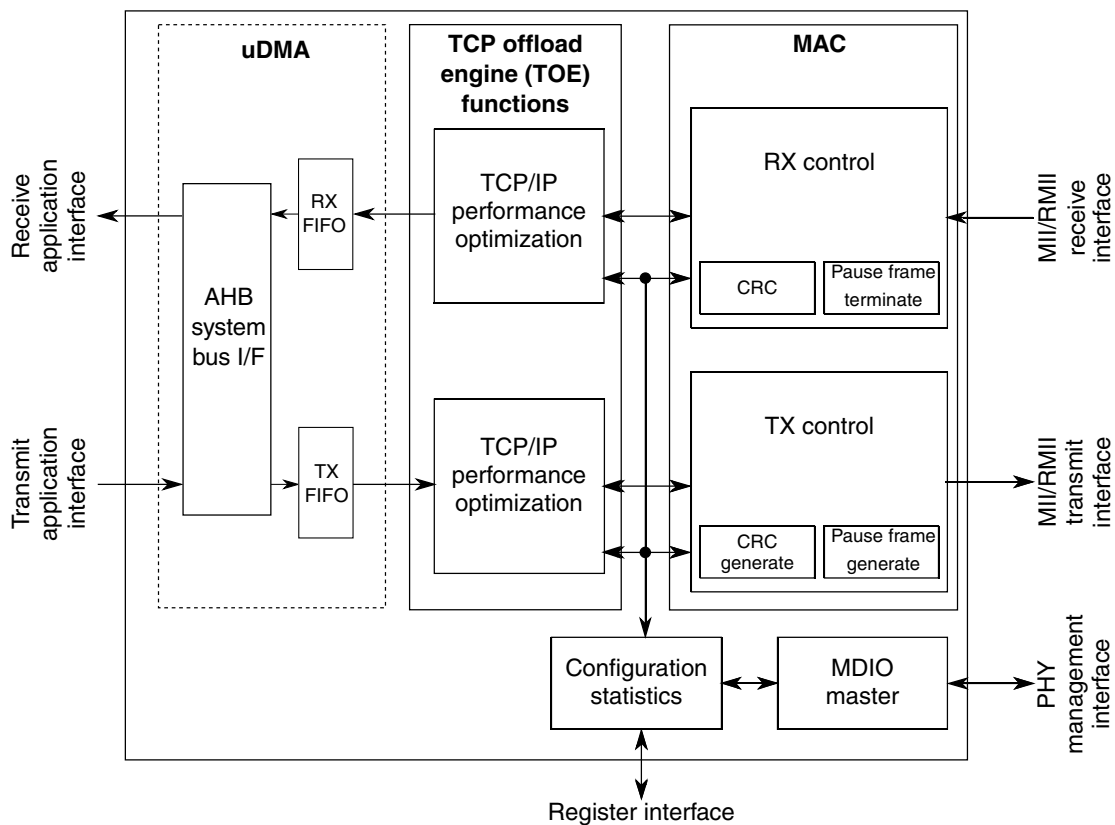 uDMA
TCP offload
engine (TOE)
functions
MAC
Receive
application
interface
RX
FIFO
TCP/IP
performance
optimization
RX control
CRC
Pause frame
terminate
MII/RMII
receive
interface
AHB
system
bus I/F
Transmit
application
interface
TX
FIFO
TCP/IP
performance
optimization
TX control
CRC
generate
Pause frame
generate
MII/RMII
transmit
interface
Configuration
statistics
MDIO
master
PHY
management
interface
Register interface